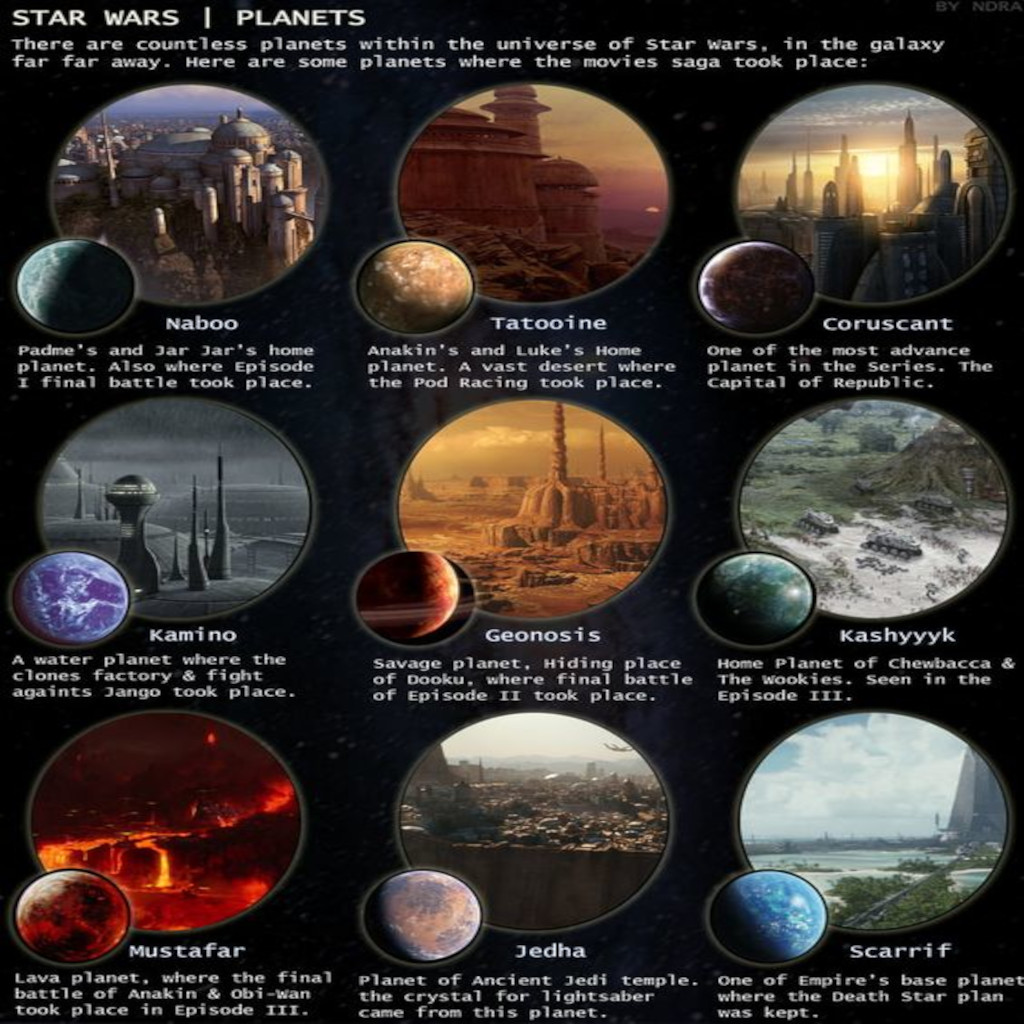 BY NDRA
STAR WARS | PLANETS
There are countless planets within the universe of Star Wars, in the galaxy
far far away. Here are some planets where the movies saga took place:
Naboo
Padme's and Jar Jar's home
planet. Also where Episode
I final battle took place.
Tatooine
Anakin's and Luke's Home
planet. A vast desert where
the Pod Racing took place.
Coruscant
One of the most advance
planet in the Series. The
Capital of Republic.
Kamino
A water planet where the
clones factory & fight
againts Jango took place.
Geonosis
Savage planet, Hiding place
of Dooku, where final battle
of Episode II took place.
Kashyyyk
Home Planet of Chewbacca &
The Wookies. Seen in the
Episode III.
Mustafar
Lava planet, where the final
battle of Anakin & Obi-Wan
took place in Episode III.
Jedha
Planet of Ancient Jedi temple.
the crystal for lightsaber
came from this planet.
Scarrif
One of Empire's base planet
where the Death Star plan
was kept.